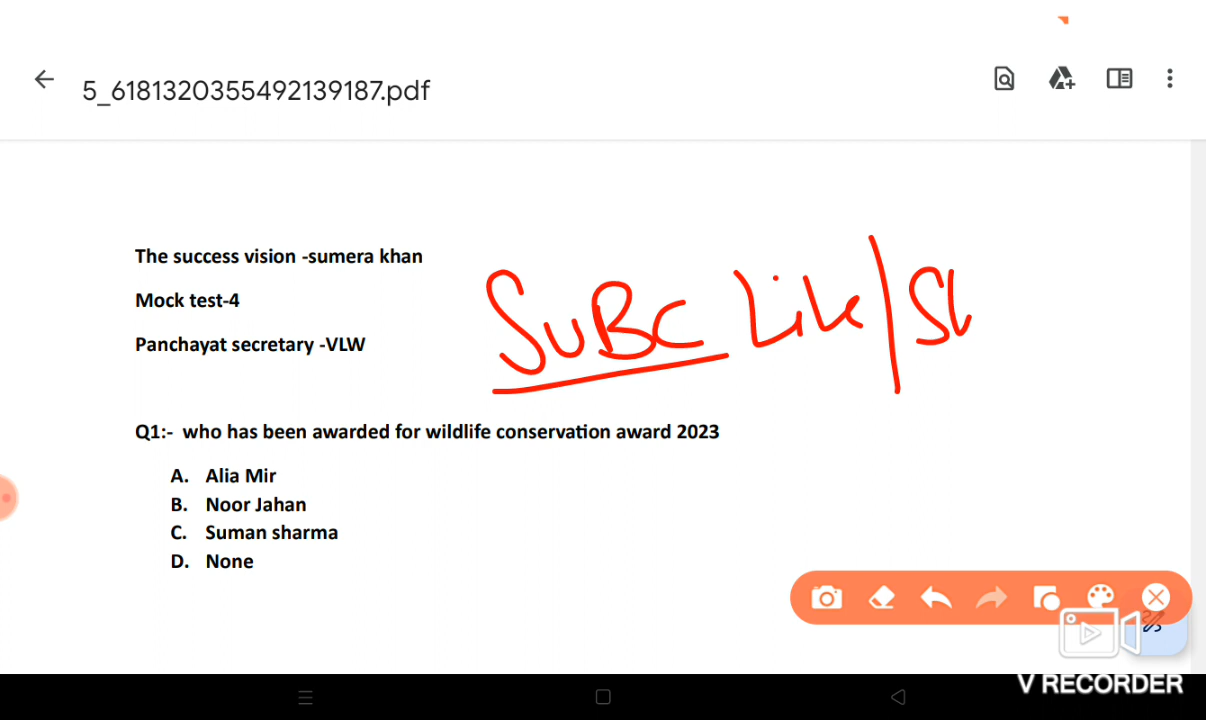 5_6181320355492139187.pdf
The success vision -sumera khan
Mock test-4
Panchayat secretary -VLW
SUBC Like/SU
Q1:- who has been awarded for wildlife conservation award 2023
A. Alia Mir
B. Noor Jahan
C. Suman sharma
D. None
V RECORDER